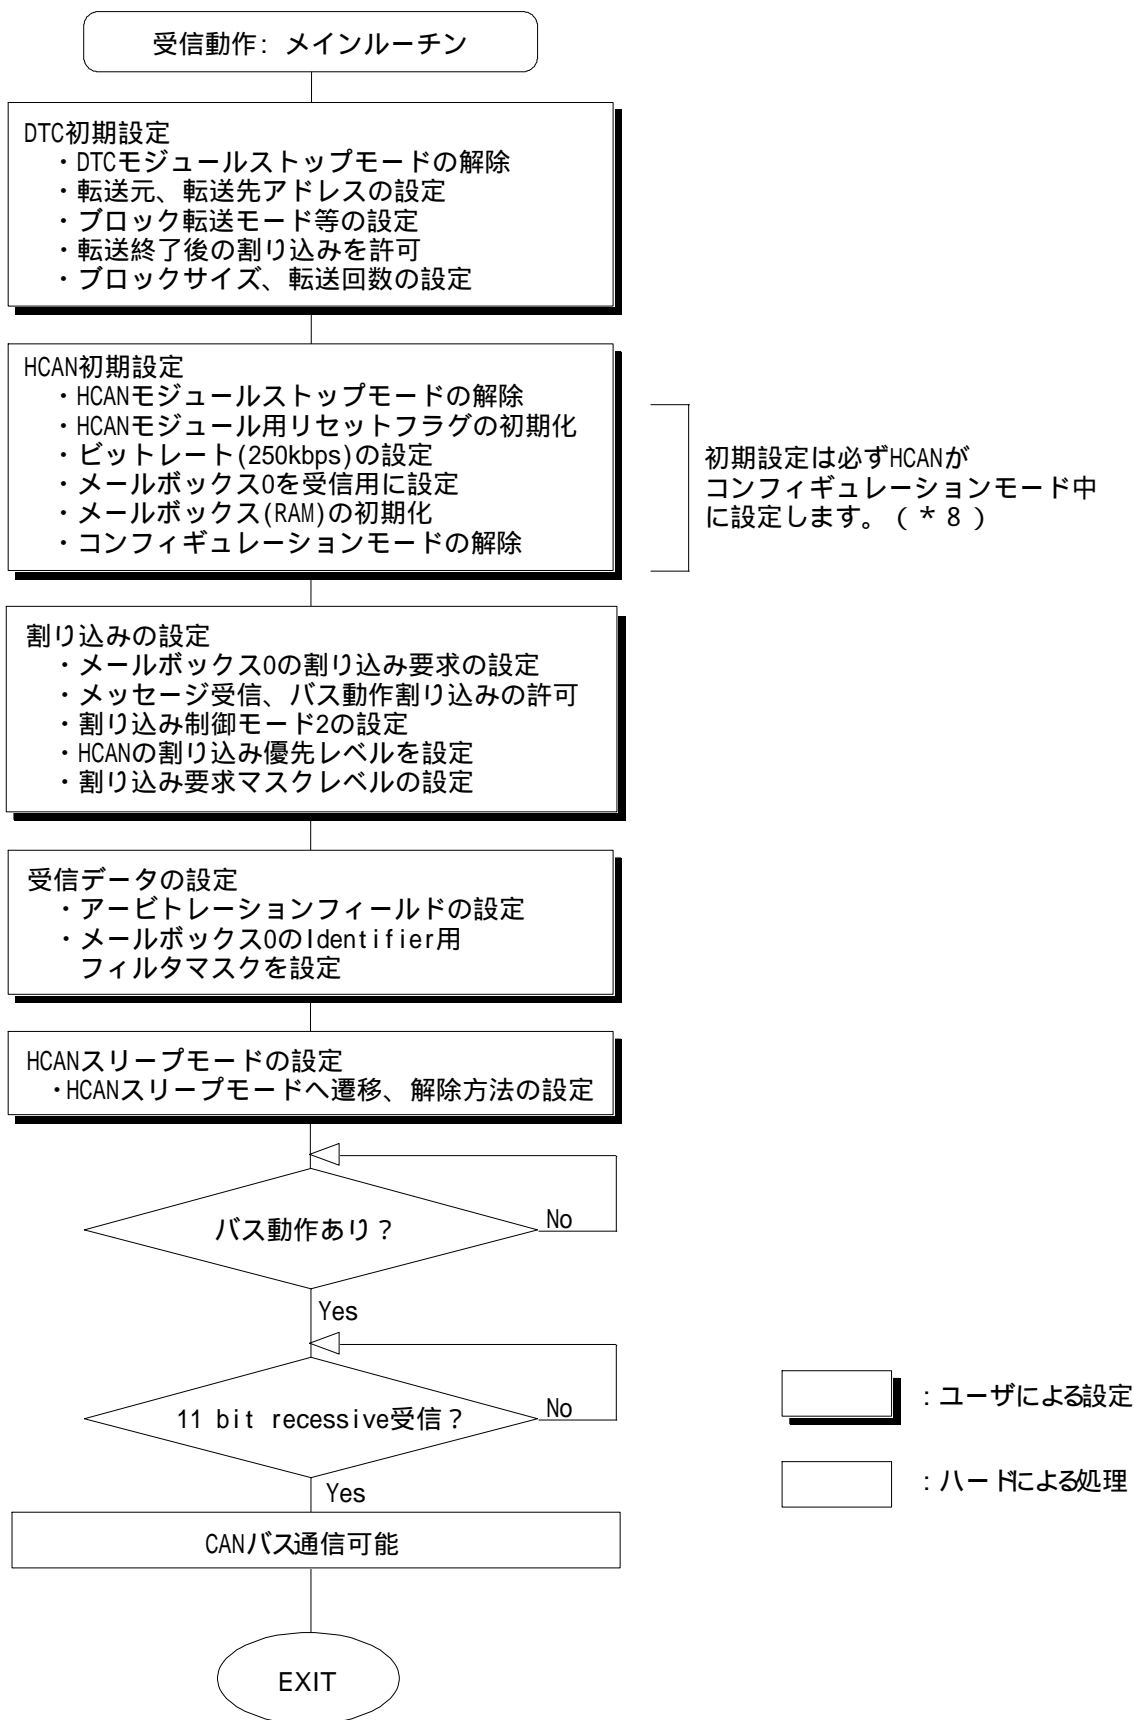 受信動作: メインルーチン
DTC初期設定
・DTCモジュールストップモードの解除
・転送元、転送先アドレスの設定
・ブロック転送モード等の設定
・転送終了後の割り込みを許可
・ブロックサイズ、転送回数の設定
HCAN初期設定
・HCANモジュールストップモードの解除
・HCANモジュール用リセットフラグの初期化
・ビットレート(250kbps)の設定
・メールボックス0を受信用に設定
・メールボックス(RAM)の初期化
・コンフィギュレーションモードの解除
初期設定は必ずHCANが
コンフィギュレーションモード中
に設定します。(*8)
割り込みの設定
・メールボックス0の割り込み要求の設定
・メッセージ受信、バス動作割り込みの許可
・割り込み制御モード2の設定
・HCANの割り込み優先レベルを設定
・割り込み要求マスクレベルの設定
受信データの設定
・アービトレーションフィールドの設定
・メールボックス0のIdentifier用
フィルタマスクを設定
HCANスリープモードの設定
・HCANスリープモードへ遷移、解除方法の設定
バス動作あり?
No
Yes
11 bit recessive受信?
No
Yes
CANバス通信可能
EXIT
:ユーザによる設定
:ハードによる処理